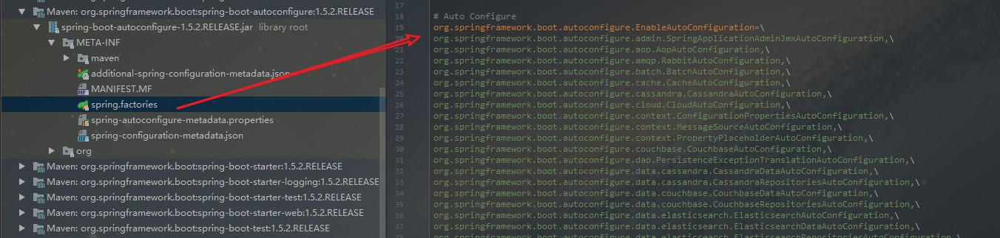 Maven: org.springframework.boot:spring-boot-autoconfigure:1.5.2.RELEASE
spring-boot-autoconfigure-1.5.2.RELEASE.jar library root
META-INF
maven
additional-spring-configuration-metadata.json
MANIFEST.MF
spring.factories
spring-autoconfigure-metadata.properties
spring-configuration-metadata.json
org
Maven: org.springframework.boot:spring-boot-starter:1.5.2.RELEASE
Maven: org.springframework.boot:spring-boot-starter-logging:1.5.2.RELEASE
Maven: org.springframework.boot:spring-boot-starter-test:1.5.2.RELEASE
Maven: org.springframework.boot:spring-boot-starter-web:1.5.2.RELEASE
Maven: org.springframework.boot:spring-boot-test:1.5.2.RELEASE
17
18 # Auto Configure
19 org.springframework.boot.autoconfigure.EnableAutoConfiguration=\
20 org.springframework.boot.autoconfigure.admin.SpringApplicationAdminJmxAutoConfiguration,\
21 org.springframework.boot.autoconfigure.aop.AopAutoConfiguration,\
22 org.springframework.boot.autoconfigure.amqp.RabbitAutoConfiguration,\
23 org.springframework.boot.autoconfigure.batch.BatchAutoConfiguration,\
24 org.springframework.boot.autoconfigure.cache.CacheAutoConfiguration,\
25 org.springframework.boot.autoconfigure.cassandra.CassandraAutoConfiguration,\
26 org.springframework.boot.autoconfigure.cloud.CloudAutoConfiguration,\
27 org.springframework.boot.autoconfigure.context.ConfigurationPropertiesAutoConfiguration,\
28 org.springframework.boot.autoconfigure.context.MessageSourceAutoConfiguration,\
29 org.springframework.boot.autoconfigure.context.PropertyPlaceholderAutoConfiguration,\
30 org.springframework.boot.autoconfigure.couchbase.CouchbaseAutoConfiguration,\
31 org.springframework.boot.autoconfigure.dao.PersistenceExceptionTranslationAutoConfiguration,\
32 org.springframework.boot.autoconfigure.data.cassandra.CassandraDataAutoConfiguration,\
33 org.springframework.boot.autoconfigure.data.cassandra.CassandraRepositoriesAutoConfiguration,\
34 org.springframework.boot.autoconfigure.data.couchbase.CouchbaseDataAutoConfiguration,\
35 org.springframework.boot.autoconfigure.data.couchbase.CouchbaseRepositoriesAutoConfiguration,\
36 org.springframework.boot.autoconfigure.data.elasticsearch.ElasticsearchAutoConfiguration,\
37 org.springframework.boot.autoconfigure.data.elasticsearch.ElasticsearchDataAutoConfiguration,\
38 org.springframework.boot.autoconfigure.data.elasticsearch.ElasticsearchRepositoriesAutoConfiguration,\